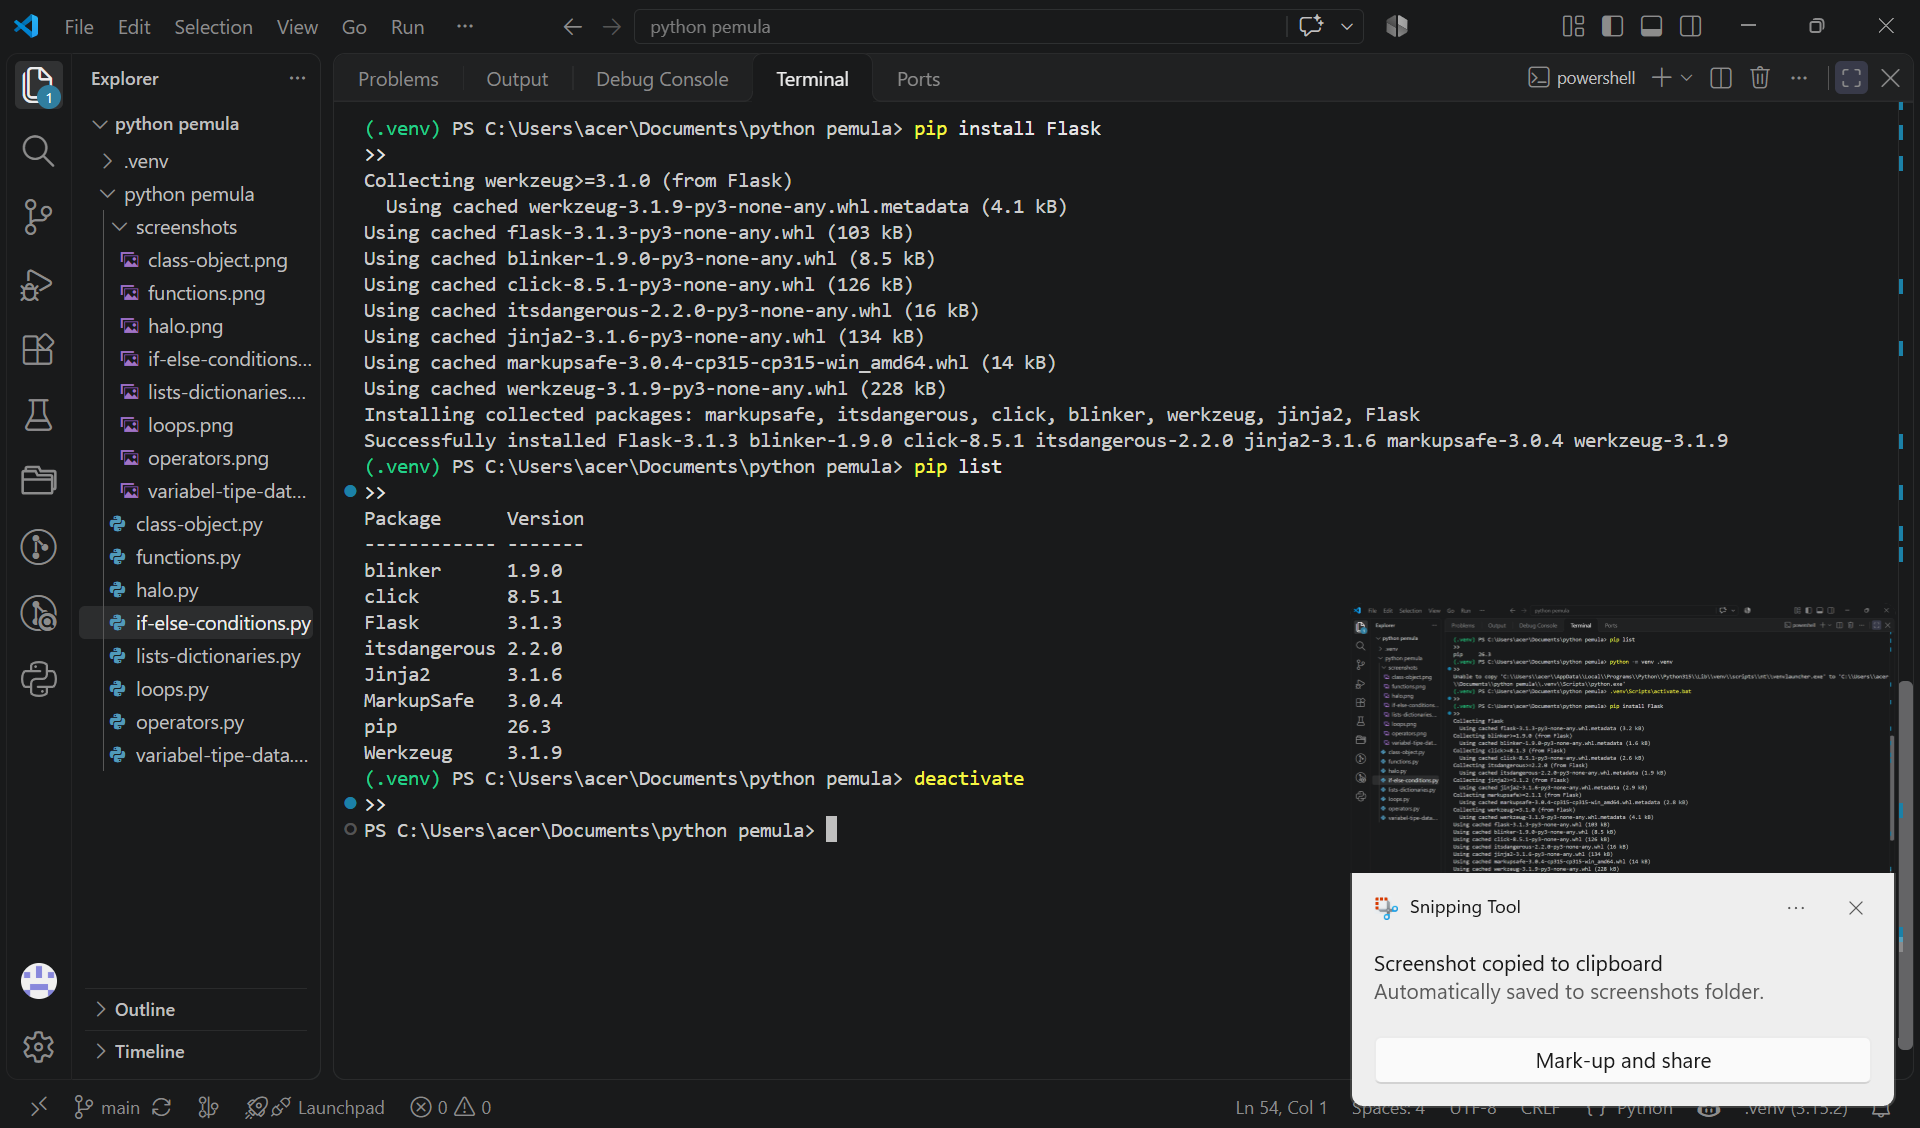 File Edit Selection View Go Run ··· python pemula
Explorer ···
1
python pemula
.venv
python pemula
screenshots
class-object.png
functions.png
halo.png
if-else-conditions...
lists-dictionaries....
loops.png
operators.png
variabel-tipe-dat...
class-object.py
functions.py
halo.py
if-else-conditions.py
lists-dictionaries.py
loops.py
operators.py
variabel-tipe-data....
Outline
Timeline
Problems Output Debug Console Terminal Ports powershell
(.venv) PS C:\Users\acer\Documents\python pemula> pip install Flask
>>
Collecting werkzeug>=3.1.0 (from Flask)
Using cached werkzeug-3.1.9-py3-none-any.whl.metadata (4.1 kB)
Using cached flask-3.1.3-py3-none-any.whl (103 kB)
Using cached blinker-1.9.0-py3-none-any.whl (8.5 kB)
Using cached click-8.5.1-py3-none-any.whl (126 kB)
Using cached itsdangerous-2.2.0-py3-none-any.whl (16 kB)
Using cached jinja2-3.1.6-py3-none-any.whl (134 kB)
Using cached markupsafe-3.0.4-cp315-cp315-win_amd64.whl (14 kB)
Using cached werkzeug-3.1.9-py3-none-any.whl (228 kB)
Installing collected packages: markupsafe, itsdangerous, click, blinker, werkzeug, jinja2, Flask
Successfully installed Flask-3.1.3 blinker-1.9.0 click-8.5.1 itsdangerous-2.2.0 jinja2-3.1.6 markupsafe-3.0.4 werkzeug-3.1.9
(.venv) PS C:\Users\acer\Documents\python pemula> pip list
>>
Package Version
------------ -------
blinker 1.9.0
click 8.5.1
Flask 3.1.3
itsdangerous 2.2.0
Jinja2 3.1.6
MarkupSafe 3.0.4
pip 26.3
Werkzeug 3.1.9
(.venv) PS C:\Users\acer\Documents\python pemula> deactivate
>>
PS C:\Users\acer\Documents\python pemula>
Snipping Tool
Screenshot copied to clipboard
Automatically saved to screenshots folder.
Mark-up and share
main Launchpad 0 0 Ln 54, Col 1 Spaces: 4 UTF-8 CRLF Python .venv (3.15.2)